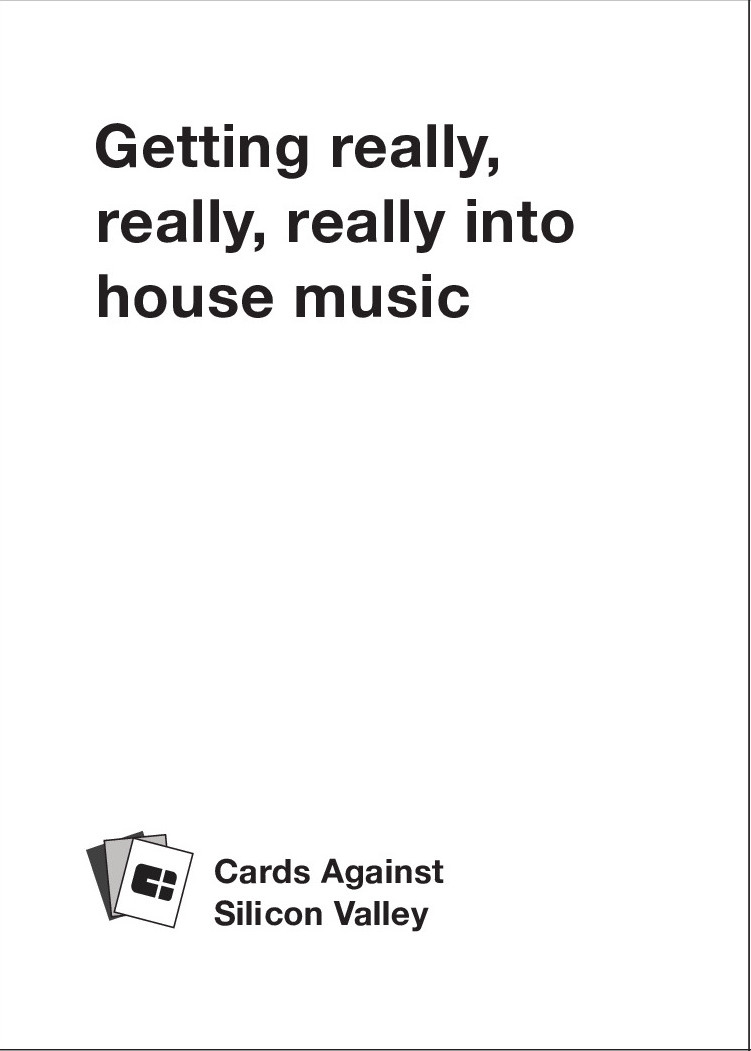 Getting really,
really, really into
house music
Cards Against
Silicon Valley